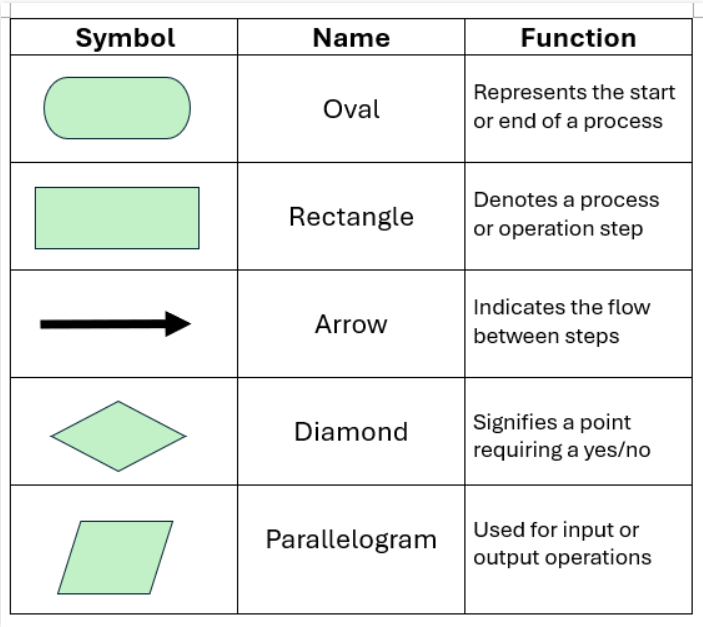 Symbol Name Function
Oval
Represents the start
or end of a process
Rectangle
Denotes a process
or operation step
Arrow
Indicates the flow
between steps
Diamond
Signifies a point
requiring a yes/no
Parallelogram
Used for input or
output operations